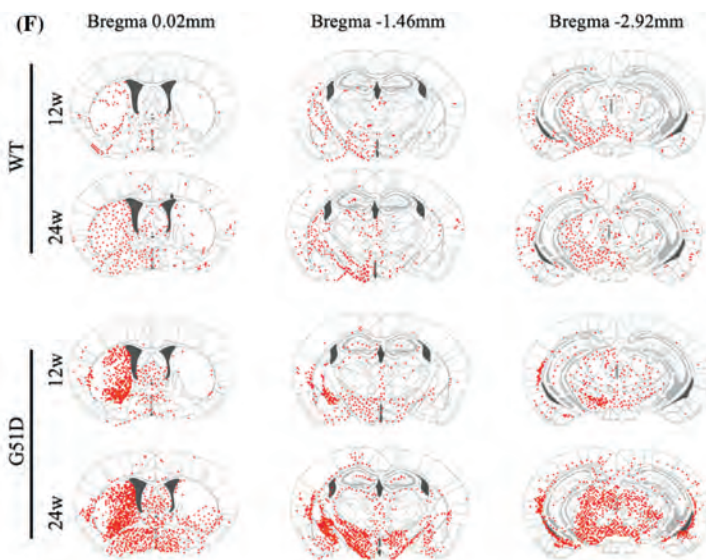 (F)
Bregma 0.02mm
Bregma -1.46mm
Bregma -2.92mm
WT
12w
24w
G51D
12w
24w